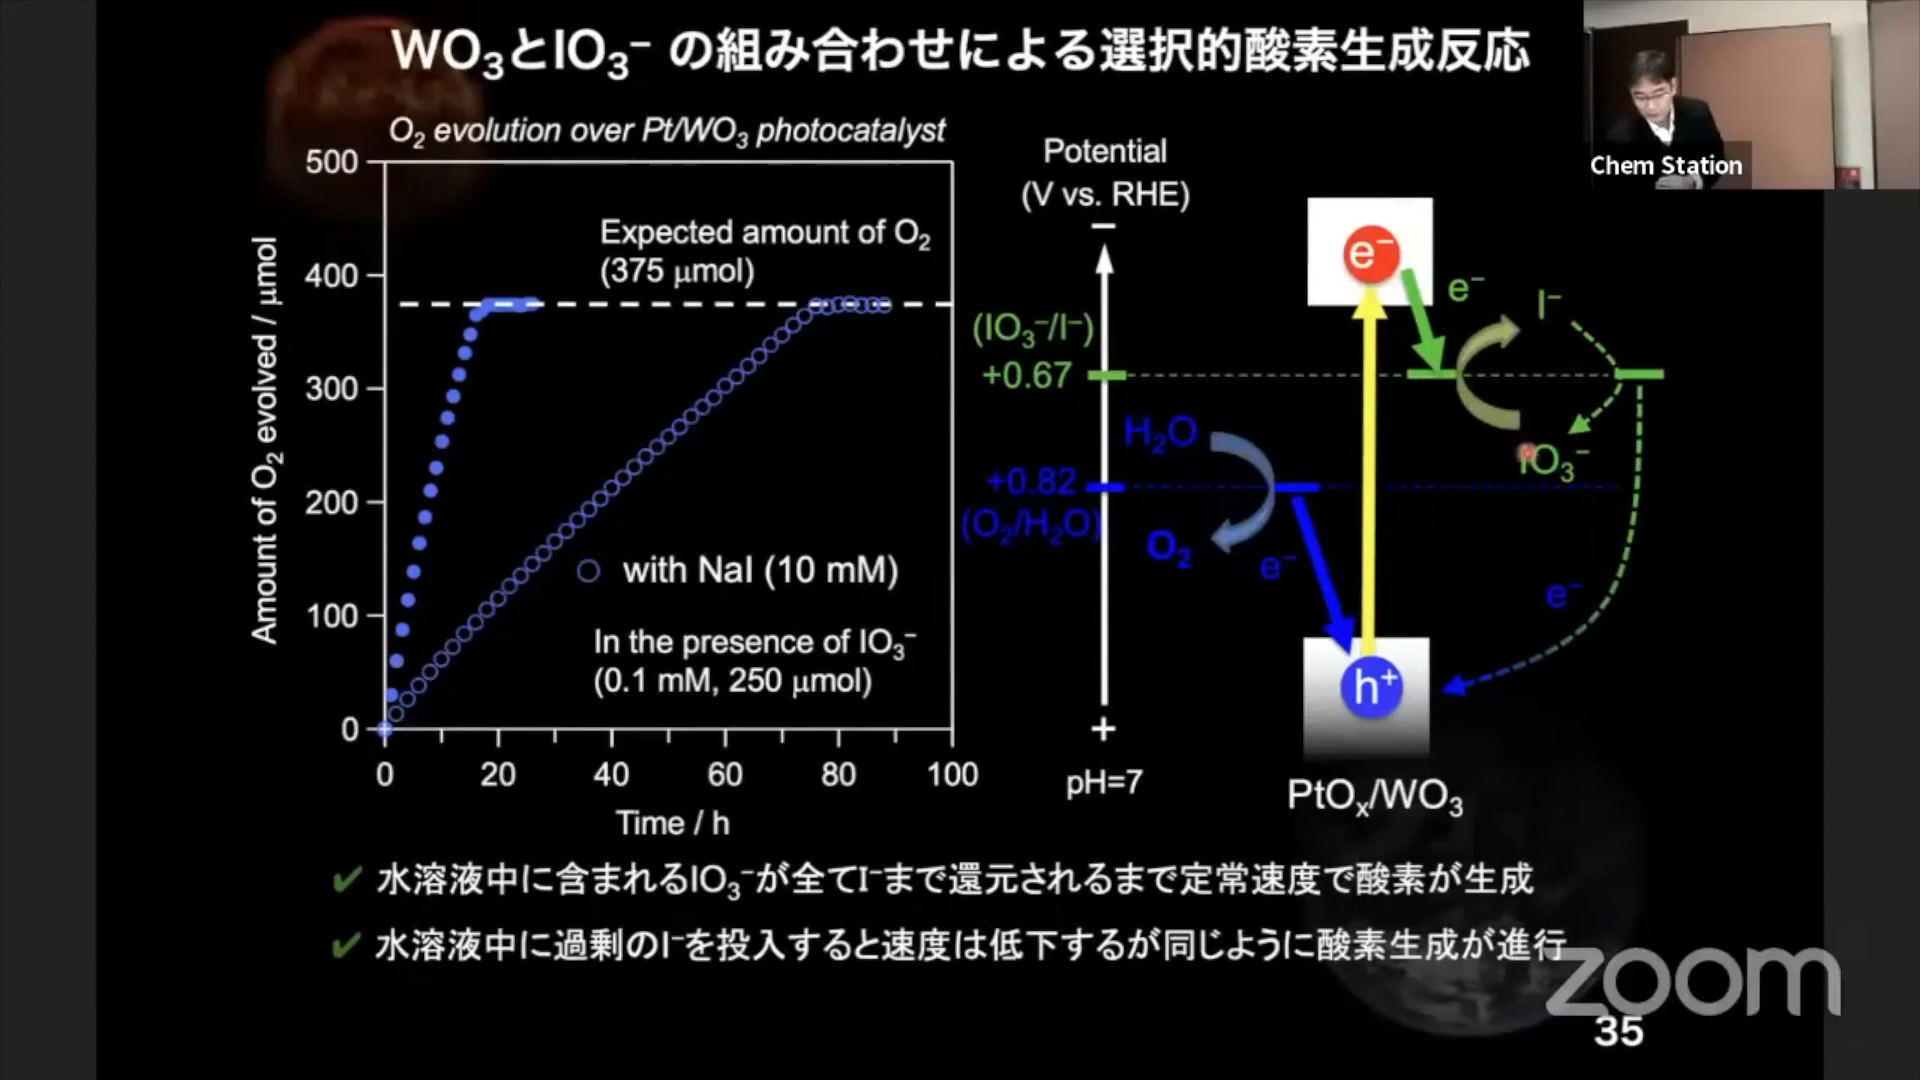 WO₃とIO₃⁻ の組み合わせによる選択的酸素生成反応
Chem Station
O₂ evolution over Pt/WO₃ photocatalyst
500
400
300
200
100
0
Amount of O₂ evolved / μmol
Expected amount of O₂
(375 μmol)
with NaI (10 mM)
In the presence of IO₃⁻
(0.1 mM, 250 μmol)
0 20 40 60 80 100
Time / h
Potential
(V vs. RHE)
−
(IO₃⁻/I⁻)
+0.67
H₂O
+0.82
(O₂/H₂O)
O₂
e⁻
+
pH=7
e⁻
e⁻
I⁻
IO₃⁻
e⁻
h⁺
PtOₓ/WO₃
✔ 水溶液中に含まれるIO₃⁻が全てI⁻まで還元されるまで定常速度で酸素が生成
✔ 水溶液中に過剰のI⁻を投入すると速度は低下するが同じように酸素生成が進行
zoom
35